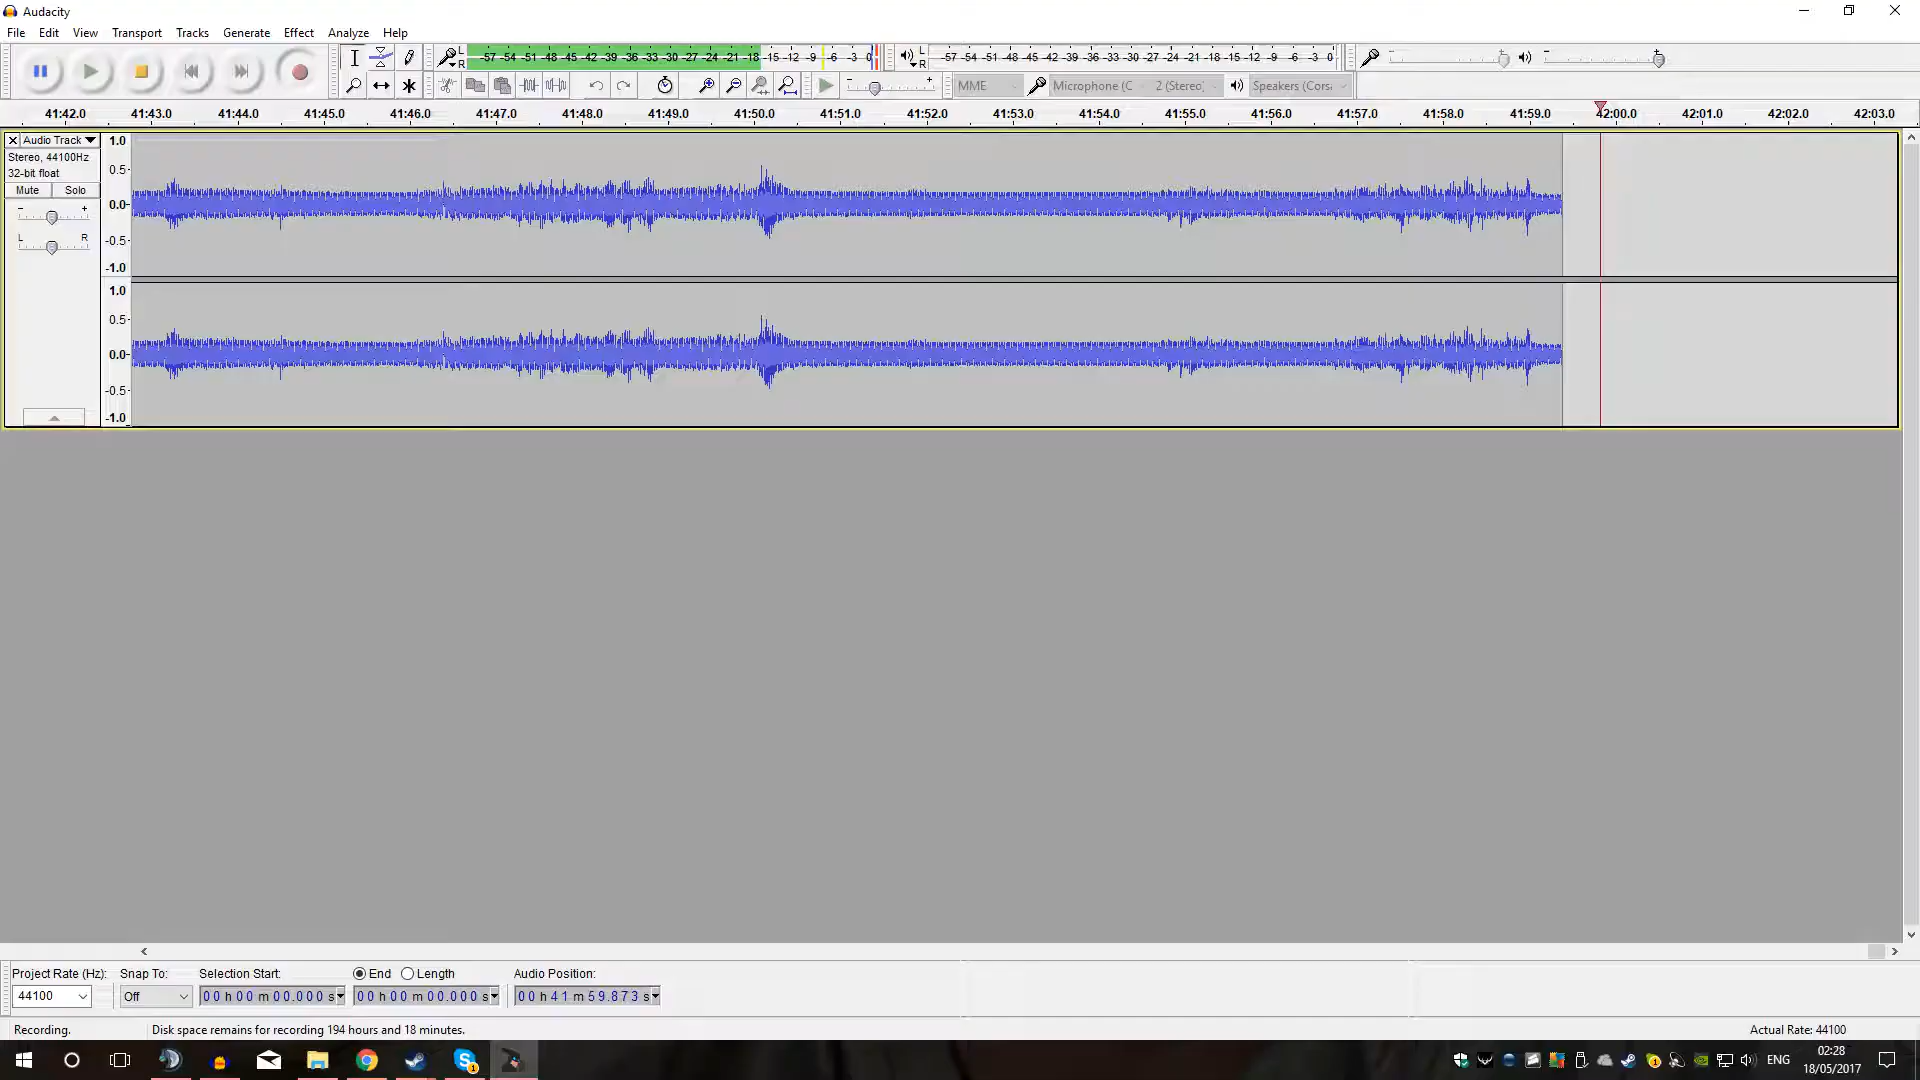 Audacity
File Edit View Transport Tracks Generate Effect Analyze Help
L R -57 -54 -51 -48 -45 -42 -39 -36 -33 -30 -27 -24 -21 -18 -15 -12 -9 -6 -3 0
L R -57 -54 -51 -48 -45 -42 -39 -36 -33 -30 -27 -24 -21 -18 -15 -12 -9 -6 -3 0
MME Microphone (C 2 (Stereo) Speakers (Corsa
41:42.0 41:43.0 41:44.0 41:45.0 41:46.0 41:47.0 41:48.0 41:49.0 41:50.0 41:51.0 41:52.0 41:53.0 41:54.0 41:55.0 41:56.0 41:57.0 41:58.0 41:59.0 42:00.0 42:01.0 42:02.0 42:03.0
Audio Track
Stereo, 44100Hz
32-bit float
Mute Solo
- +
L R
1.0
0.5
0.0
-0.5
-1.0
1.0
0.5
0.0
-0.5
-1.0
Project Rate (Hz): Snap To: Selection Start: End Length Audio Position:
44100 Off 00 h 00 m 00.000 s 00 h 00 m 00.000 s 00 h 41 m 59.873 s
Recording. Disk space remains for recording 194 hours and 18 minutes. Actual Rate: 44100
ENG
02:28
18/05/2017